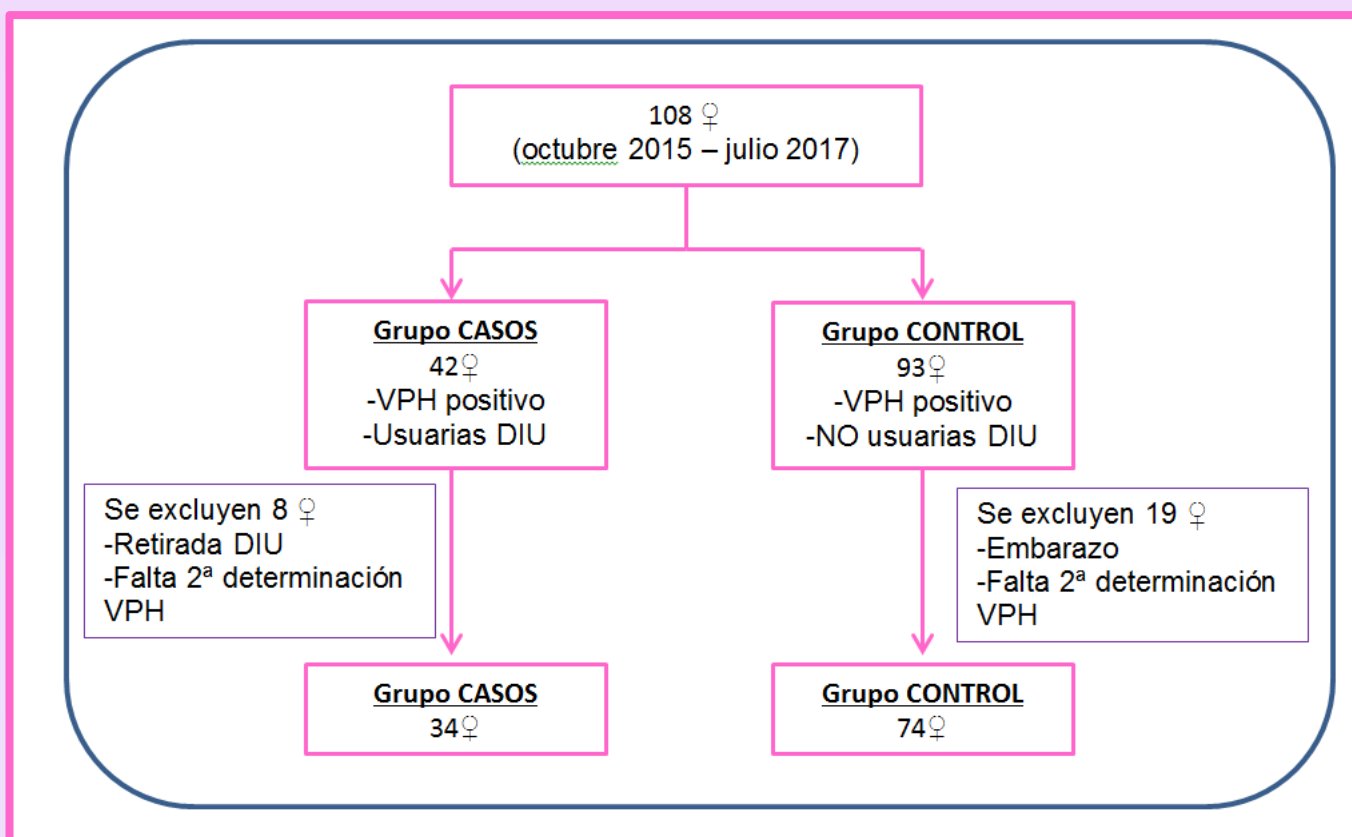 108 ♀
(octubre 2015 – julio 2017)
Grupo CASOS
42♀
-VPH positivo
-Usuarias DIU
Grupo CONTROL
93♀
-VPH positivo
-NO usuarias DIU
Se excluyen 8 ♀
-Retirada DIU
-Falta 2ª determinación
VPH
Se excluyen 19 ♀
-Embarazo
-Falta 2ª determinación
VPH
Grupo CASOS
34♀
Grupo CONTROL
74♀